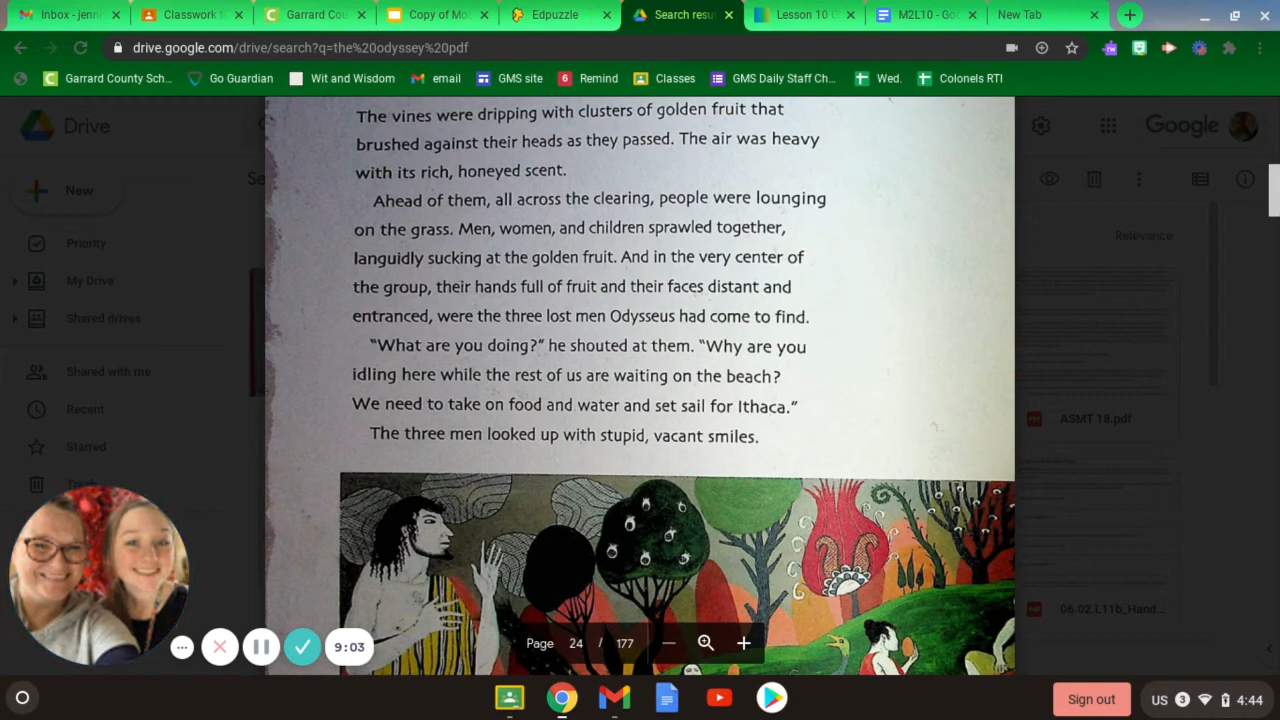 Inbox - jenn
Classwork f
Garrard Cou
Copy of Mo
Edpuzzle
Search resu
Lesson 10 C
M2L10 - Go
New Tab
drive.google.com/drive/search?q=the%20odyssey%20pdf
Garrard County Sch...
Go Guardian
Wit and Wisdom
email
GMS site
6
Remind
Classes
GMS Daily Staff Ch...
Wed.
Colonels RTI
Drive
Google
New
Se
Priority
My Drive
Shared drives
Shared with me
Recent
Starred
Relevance
ASMT 18.pdf
06.02.L11b_Hand...
The vines were dripping with clusters of golden fruit that
brushed against their heads as they passed. The air was heavy
with its rich, honeyed scent.
Ahead of them, all across the clearing, people were lounging
on the grass. Men, women, and children sprawled together,
languidly sucking at the golden fruit. And in the very center of
the group, their hands full of fruit and their faces distant and
entranced, were the three lost men Odysseus had come to find.
"What are you doing?" he shouted at them. "Why are you
idling here while the rest of us are waiting on the beach?
We need to take on food and water and set sail for Ithaca."
The three men looked up with stupid, vacant smiles.
9:03
Page 24 / 177
Sign out
US 3 4:44